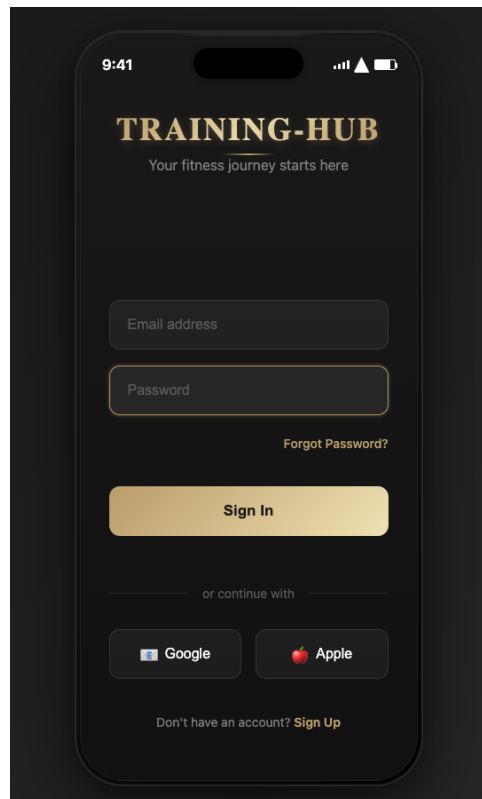 9:41
TRAINING-HUB
Your fitness journey starts here
Email address
Password
Forgot Password?
Sign In
or continue with
Google
Apple
Don't have an account? Sign Up